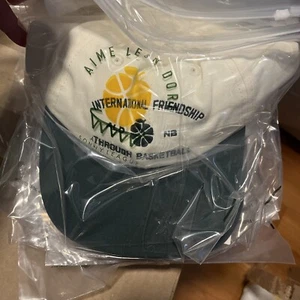 AIME LEON DORE
INTERNATIONAL FRIENDSHIP
NB
THROUGH BASKETBALL